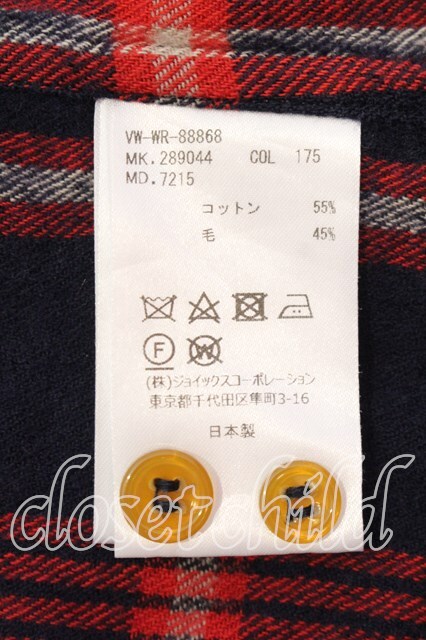 VW-WR-88868
MK.289044 COL 175
MD.7215
コットン 55%
毛 45%
F W
(株)ジョイックスコーポレーション
東京都千代田区隼町3-16
日本製
closet child